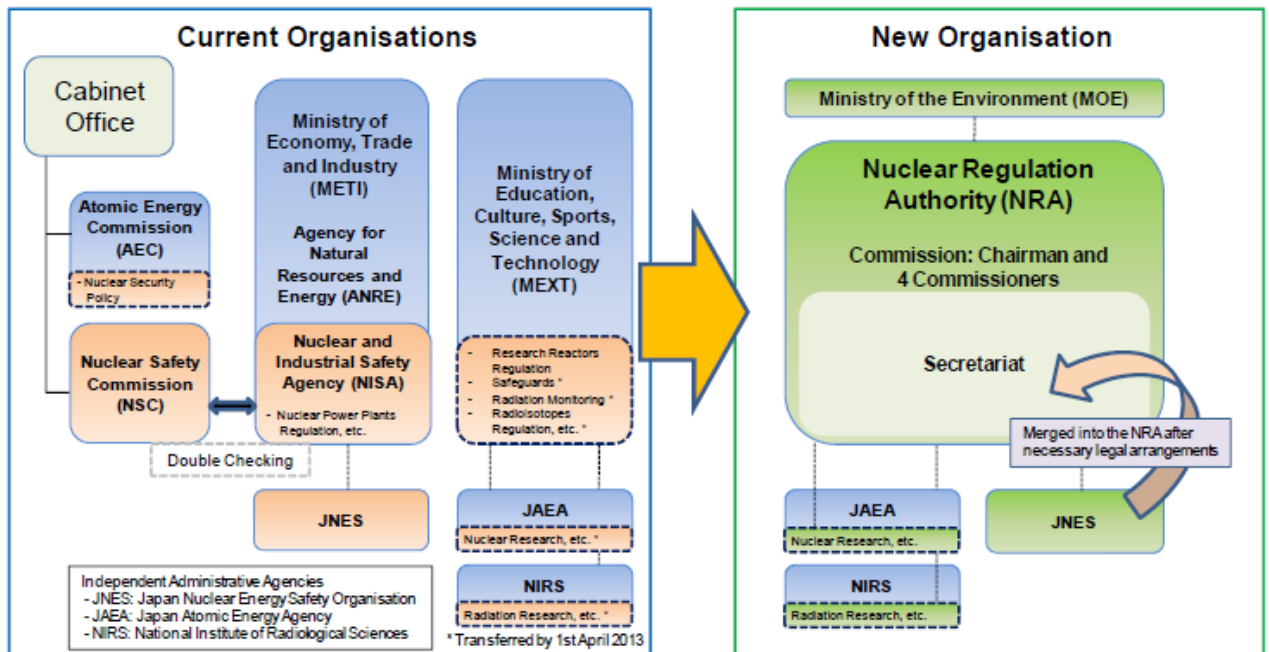 Current Organisations
Cabinet
Office
Atomic Energy
Commission
(AEC)
- Nuclear Security
Policy
Nuclear Safety
Commission
(NSC)
Ministry of
Economy, Trade
and Industry
(METI)
Agency for
Natural
Resources and
Energy (ANRE)
Nuclear and
Industrial Safety
Agency (NISA)
- Nuclear Power Plants
Regulation, etc.
Double Checking
JNES
Ministry of
Education,
Culture, Sports,
Science and
Technology
(MEXT)
- Research Reactors
Regulation
- Safeguards *
- Radiation Monitoring *
- Radioisotopes
Regulation, etc. *
JAEA
Nuclear Research, etc. *
NIRS
Radiation Research, etc. *
* Transferred by 1st April 2013
Independent Administrative Agencies
- JNES: Japan Nuclear Energy Safety Organisation
- JAEA: Japan Atomic Energy Agency
- NIRS: National Institute of Radiological Sciences
New Organisation
Ministry of the Environment (MOE)
Nuclear Regulation
Authority (NRA)
Commission: Chairman and
4 Commissioners
Secretariat
Merged into the NRA after
necessary legal arrangements
JAEA
Nuclear Research, etc.
NIRS
Radiation Research, etc.
JNES